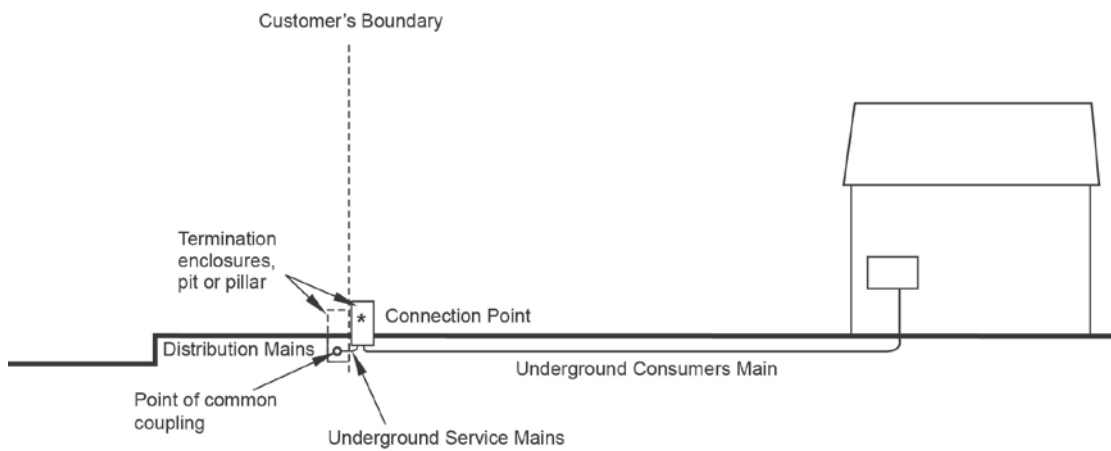 Customer's Boundary
Termination
enclosures,
pit or pillar
*
Connection Point
Distribution Mains
Underground Consumers Main
Point of common
coupling
Underground Service Mains